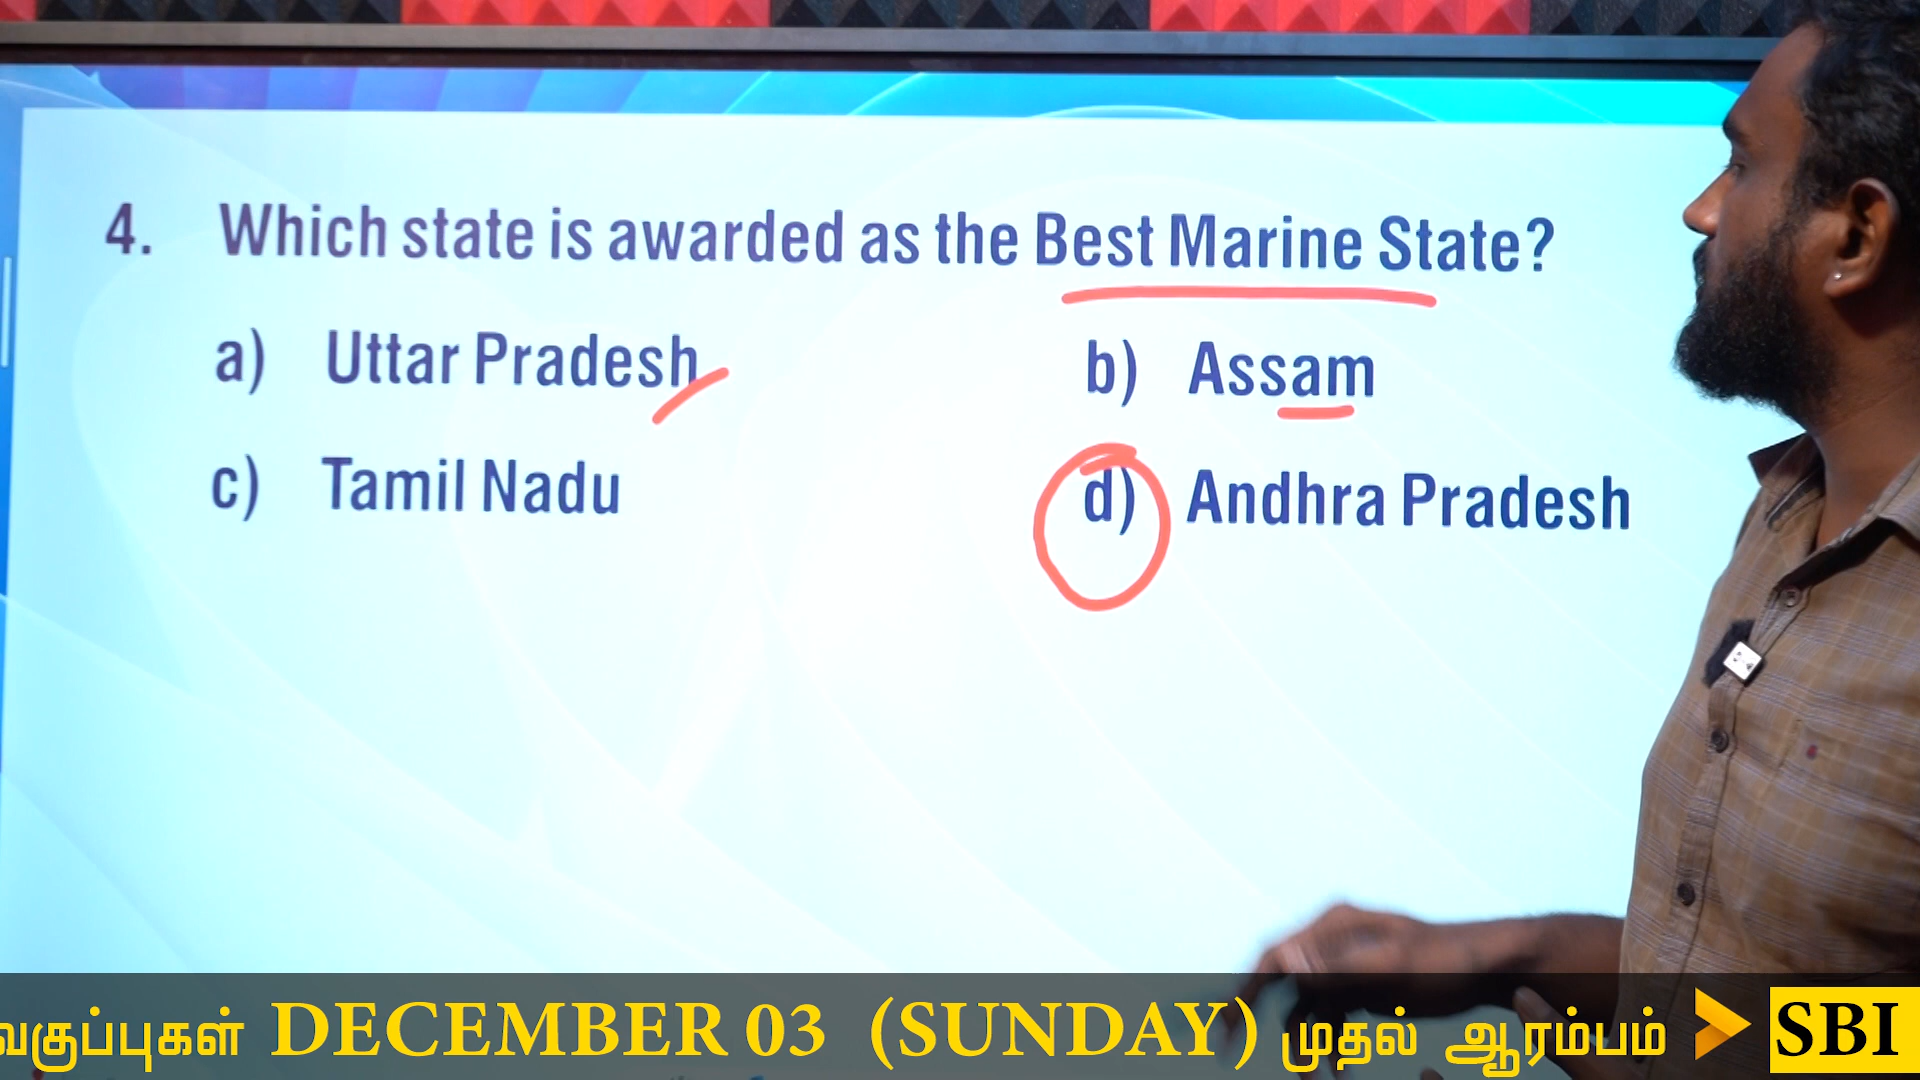 4. Which state is awarded as the Best Marine State?
a) Uttar Pradesh b) Assam
c) Tamil Nadu d) Andhra Pradesh
வகுப்புகள் DECEMBER 03 (SUNDAY) முதல் ஆரம்பம் SBI